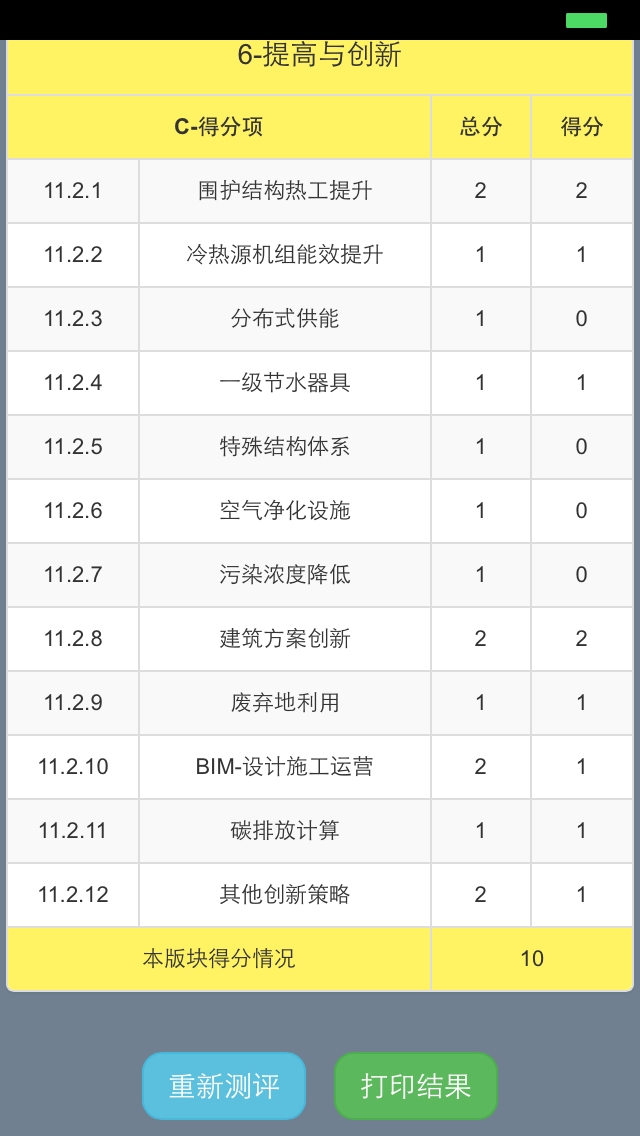 6-提高与创新
C-得分项 总分 得分
11.2.1 围护结构热工提升 2 2
11.2.2 冷热源机组能效提升 1 1
11.2.3 分布式供能 1 0
11.2.4 一级节水器具 1 1
11.2.5 特殊结构体系 1 0
11.2.6 空气净化设施 1 0
11.2.7 污染浓度降低 1 0
11.2.8 建筑方案创新 2 2
11.2.9 废弃地利用 1 1
11.2.10 BIM-设计施工运营 2 1
11.2.11 碳排放计算 1 1
11.2.12 其他创新策略 2 1
本版块得分情况 10
重新测评 打印结果